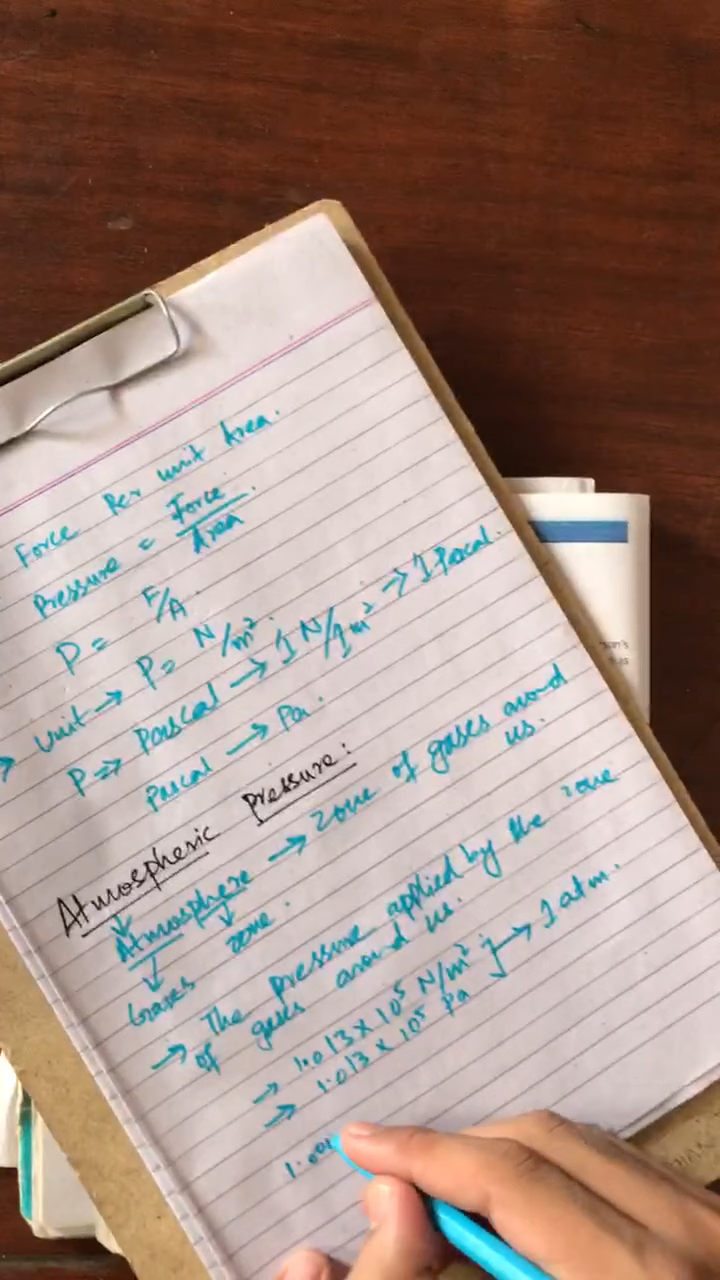 Force Per unit Area.
Pressure = Force/Area.
P = F/A.
→ Unit → P = N/m².
P => Pascal → 1 N/1m² → 1 Pascal.
Pascal → Pa.
Atmospheric pressure:
Atmosphere → zone of gases around us.
Gases zone.
→ The pressure applied by the zone
of gases around us.
→ 1.013 × 10⁵ N/m² } → 1 atm.
→ 1.013 × 10⁵ Pa